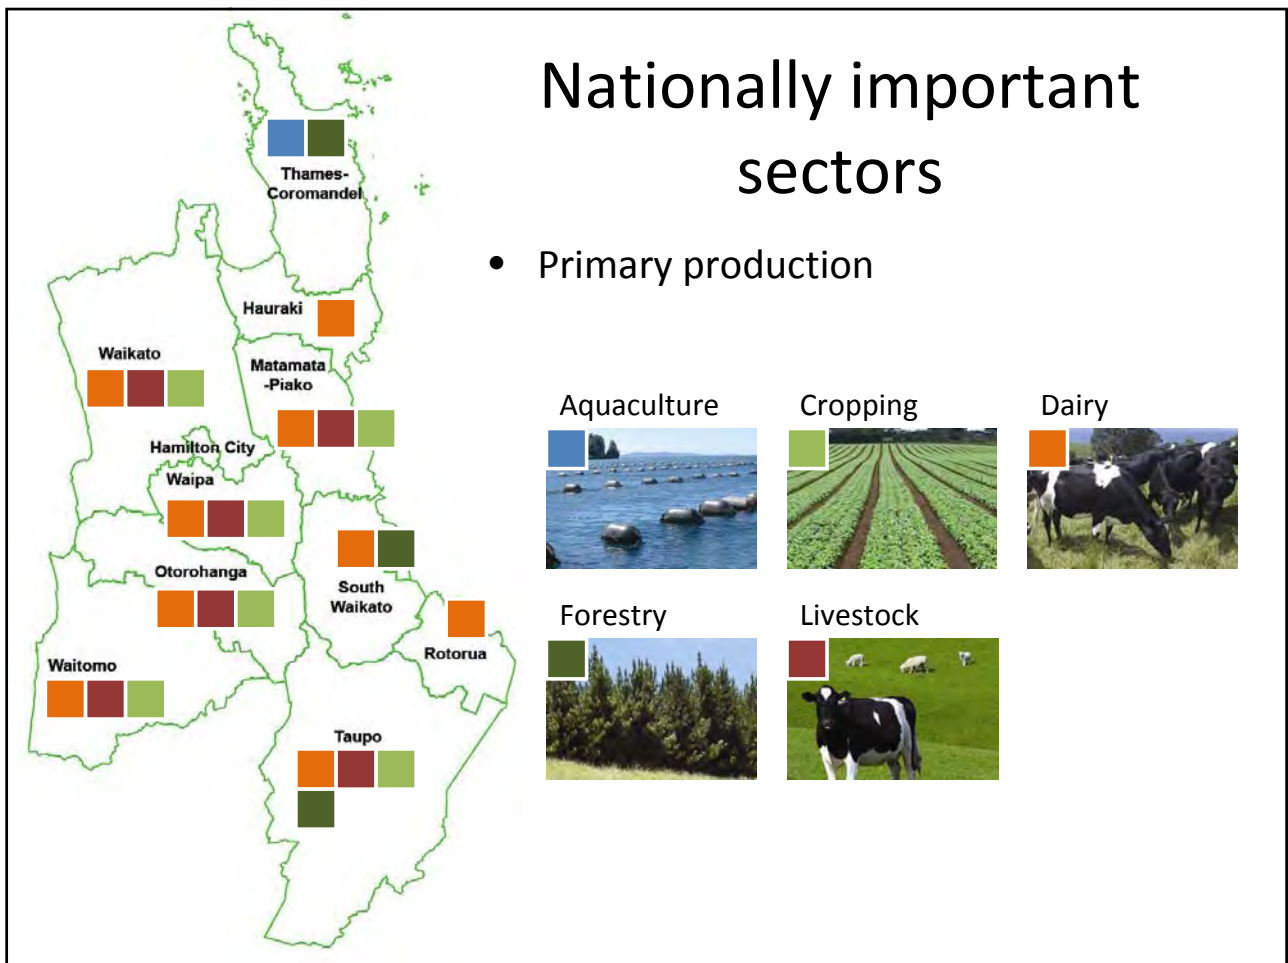 Nationally important
sectors
• Primary production
Thames-
Coromandel
Hauraki
Waikato
Matamata
-Piako
Hamilton City
Waipa
Otorohanga
South
Waikato
Rotorua
Waitomo
Taupo
Aquaculture
Cropping
Dairy
Forestry
Livestock